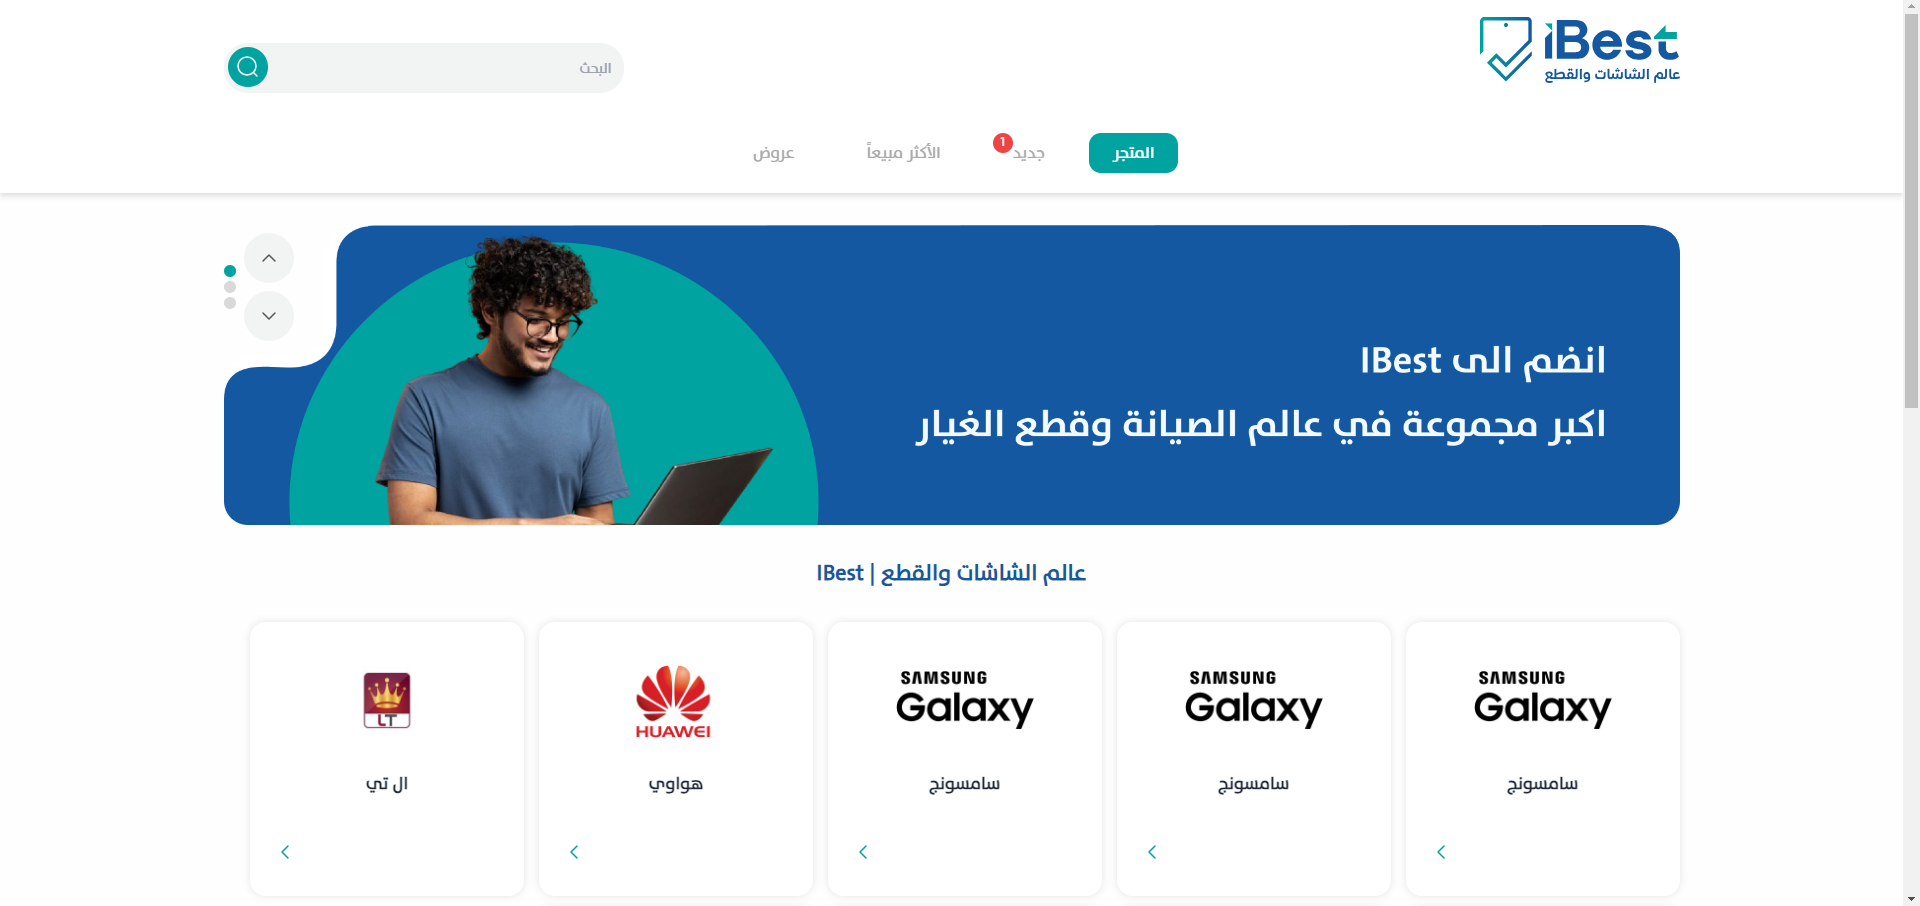 iBest
عالم الشاشات والقطع
البحث
المتجر
جديد
1
الأكثر مبيعاً
عروض
انضم الى IBest
اكبر مجموعة في عالم الصيانة وقطع الغيار
عالم الشاشات والقطع | IBest
SAMSUNG
Galaxy
سامسونج
SAMSUNG
Galaxy
سامسونج
SAMSUNG
Galaxy
سامسونج
HUAWEI
هواوي
LT
ال تي